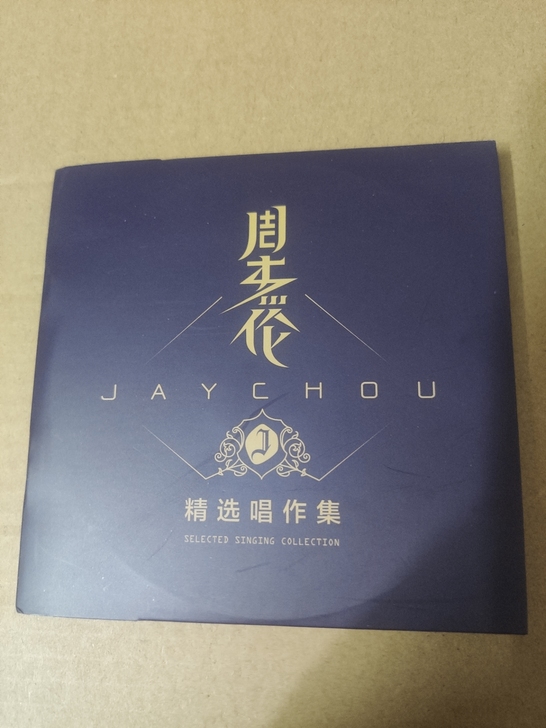 周杰伦
JAYCHOU
J
精选唱作集
SELECTED SINGING COLLECTION